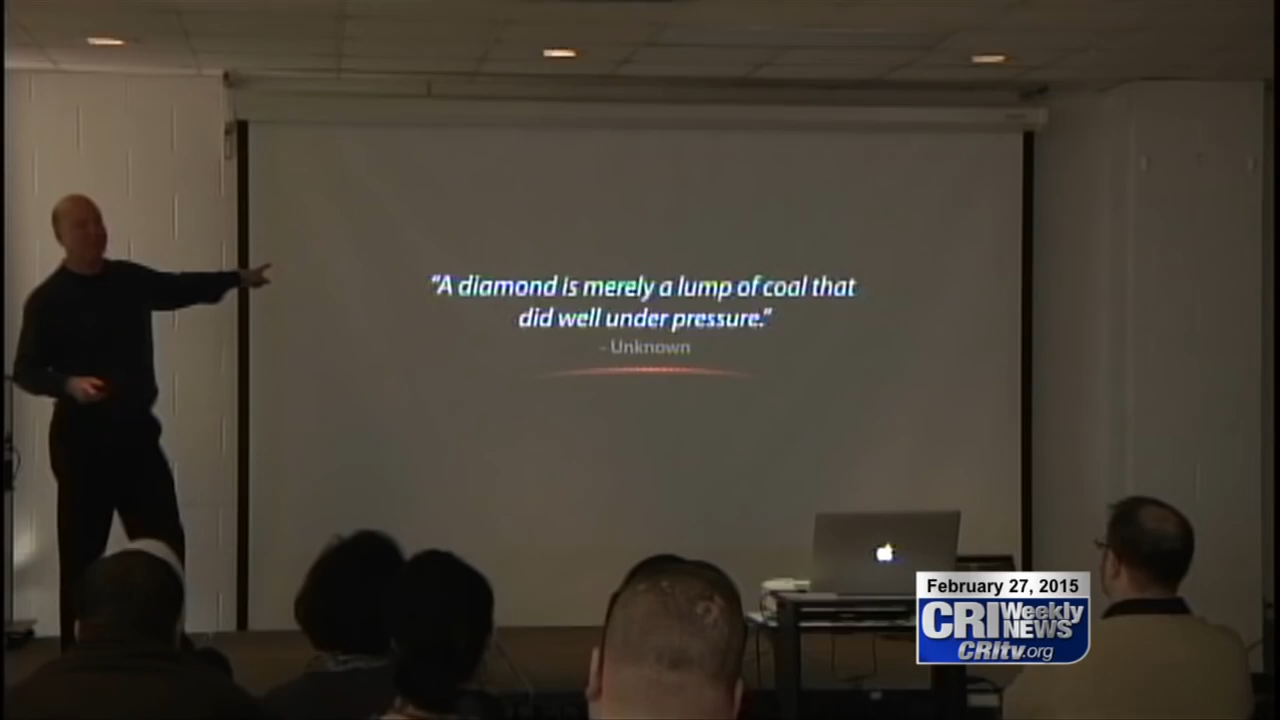 "A diamond is merely a lump of coal that
did well under pressure."
- Unknown
February 27, 2015
CRI Weekly NEWS
CRItv.org